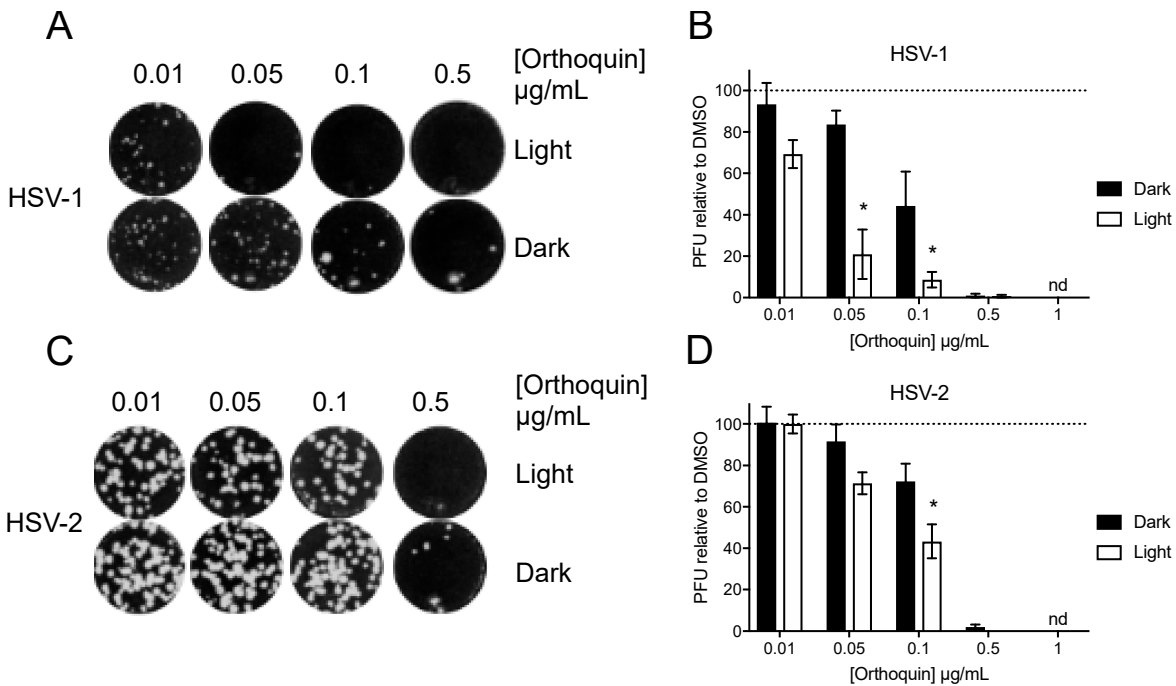 A
0.01 0.05 0.1 0.5 [Orthoquin]
µg/mL
Light
HSV-1
Dark
B
HSV-1
100
80
60
40
20
0
PFU relative to DMSO
* *
nd
0.01 0.05 0.1 0.5 1
[Orthoquin] µg/mL
Dark
Light
C
0.01 0.05 0.1 0.5 [Orthoquin]
µg/mL
Light
HSV-2
Dark
D
HSV-2
100
80
60
40
20
0
PFU relative to DMSO
*
nd
0.01 0.05 0.1 0.5 1
[Orthoquin] µg/mL
Dark
Light